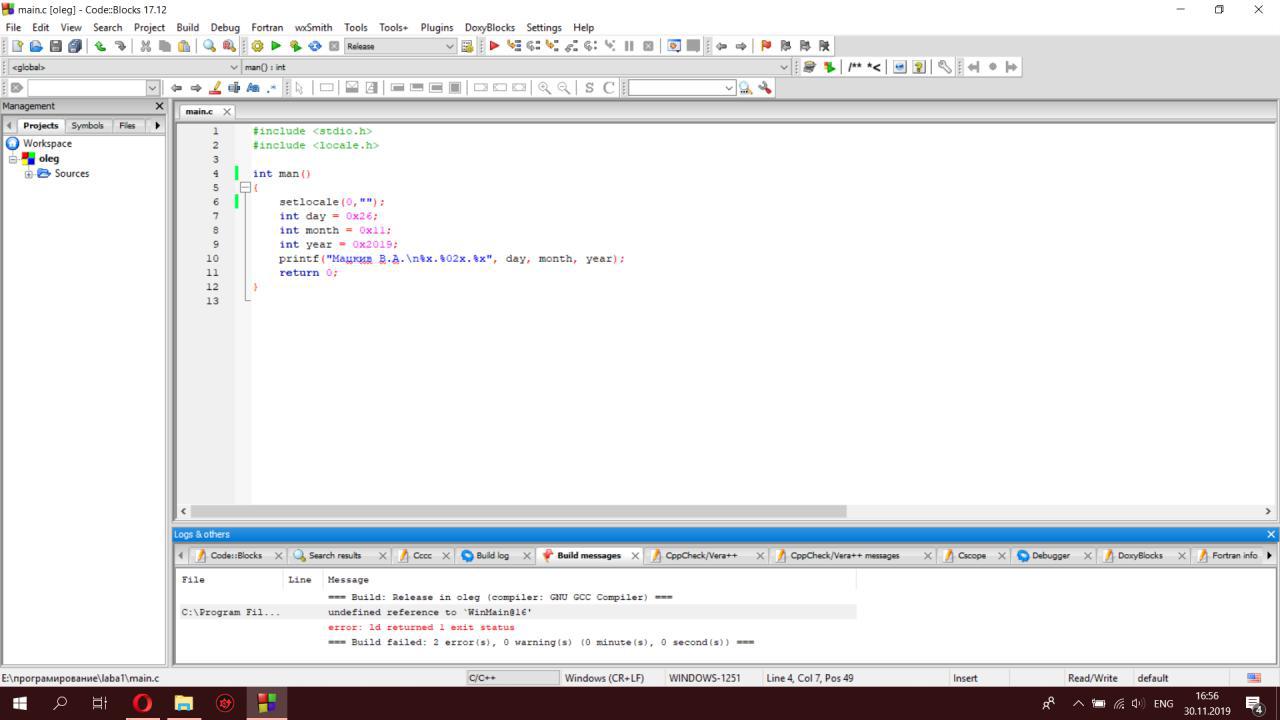 main.c [oleg] - Code::Blocks 17.12
File Edit View Search Project Build Debug Fortran wxSmith Tools Tools+ Plugins DoxyBlocks Settings Help
Release
<global> man() : int
/** *<
Aa .* S C
Management
main.c
Projects Symbols Files
Workspace
oleg
Sources
1 #include <stdio.h>
2 #include <locale.h>
3
4 int man()
5 {
6 setlocale(0,"");
7 int day = 0x26;
8 int month = 0x11;
9 int year = 0x2019;
10 printf("Мацкив В.А.\n%x.%02x.%x", day, month, year);
11 return 0;
12 }
13
Logs & others
Code::Blocks Search results Cccc Build log Build messages CppCheck/Vera++ CppCheck/Vera++ messages Cscope Debugger DoxyBlocks Fortran info
File Line Message
=== Build: Release in oleg (compiler: GNU GCC Compiler) ===
C:\Program Fil... undefined reference to `WinMain@16'
error: ld returned 1 exit status
=== Build failed: 2 error(s), 0 warning(s) (0 minute(s), 0 second(s)) ===
E:\програмирование\laba1\main.c C/C++ Windows (CR+LF) WINDOWS-1251 Line 4, Col 7, Pos 49 Insert Read/Write default
ENG 16:56
30.11.2019 4